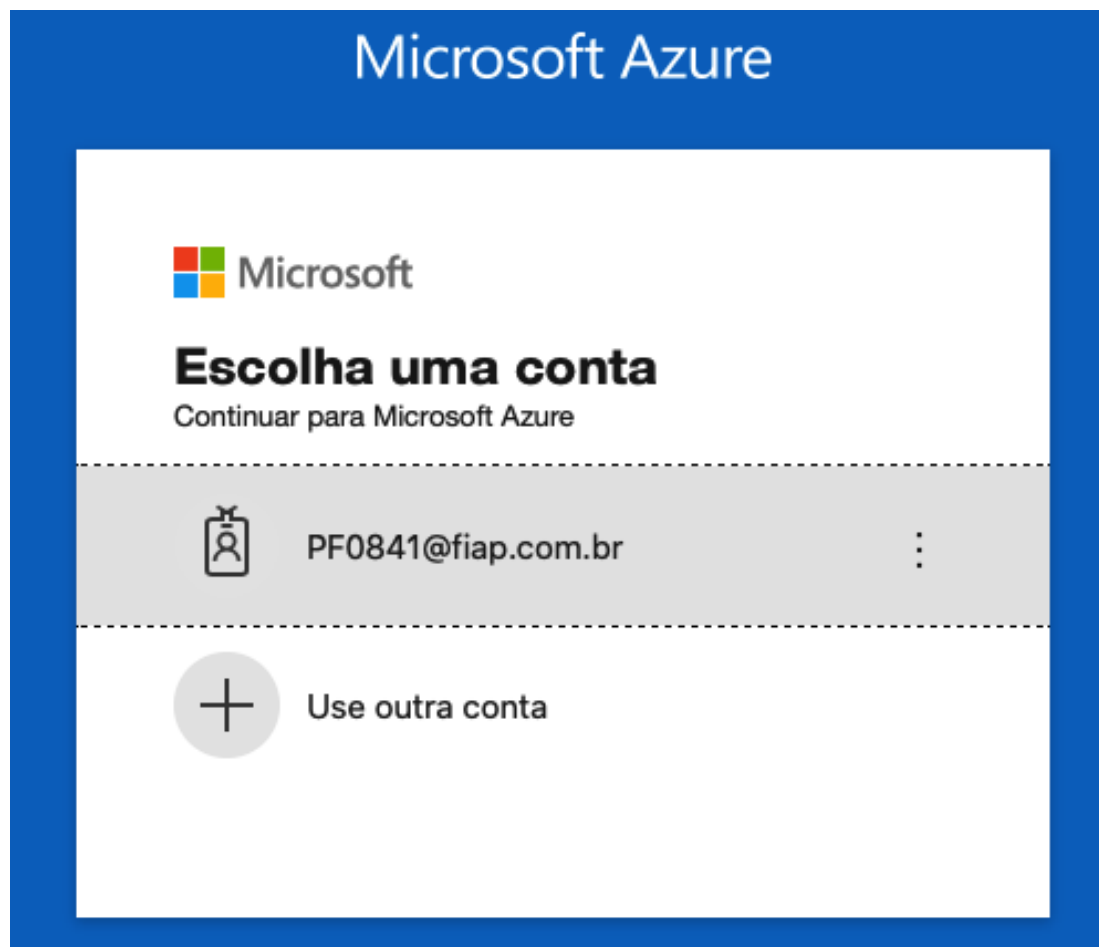 Microsoft Azure
Microsoft
Escolha uma conta
Continuar para Microsoft Azure
PF0841@fiap.com.br
Use outra conta